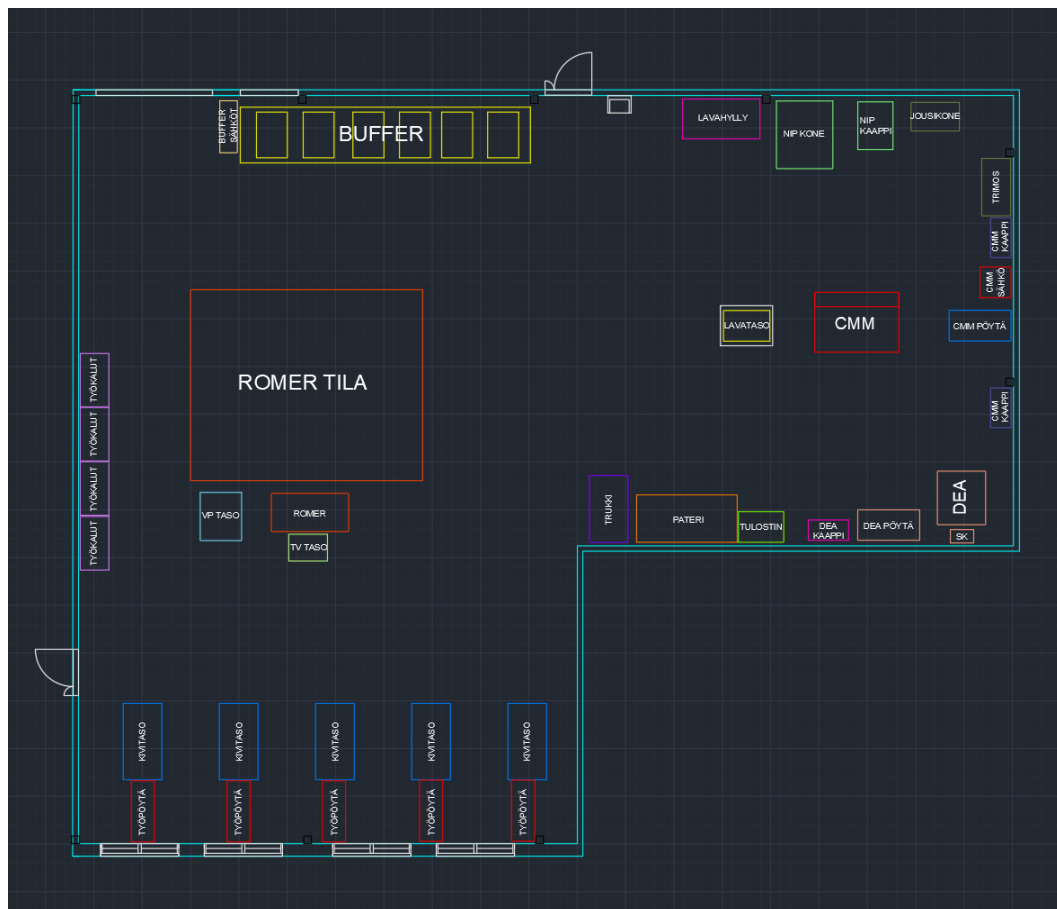 BUFFER
SÄHKÖT
BUFFER
LAVAHYLLY
NIP KONE
NIP
KAAPPI
JOUSIKONE
TRIMOS
CMM
KAAPPI
CMM
SÄHKÖ
LAVATASO
CMM
CMM PÖYTÄ
ROMER TILA
TYÖKALUT
TYÖKALUT
TYÖKALUT
TYÖKALUT
CMM
KAAPPI
VP TASO
ROMER
TV TASO
TRUKKI
PATERI
TULOSTIN
DEA
KAAPPI
DEA PÖYTÄ
DEA
SK
KIVITASO
KIVITASO
KIVITASO
KIVITASO
KIVITASO
TYÖPÖYTÄ
TYÖPÖYTÄ
TYÖPÖYTÄ
TYÖPÖYTÄ
TYÖPÖYTÄ